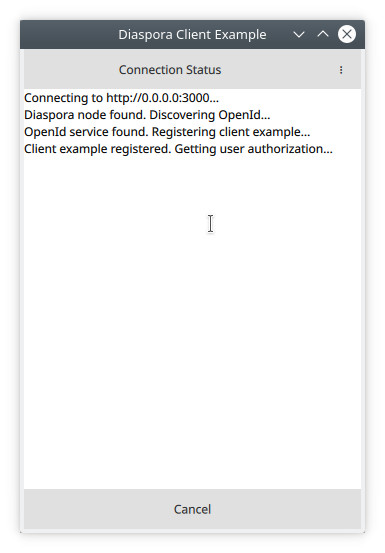 Diaspora Client Example
Connection Status
Connecting to http://0.0.0.0:3000...
Diaspora node found. Discovering OpenId...
OpenId service found. Registering client example...
Client example registered. Getting user authorization...
Cancel